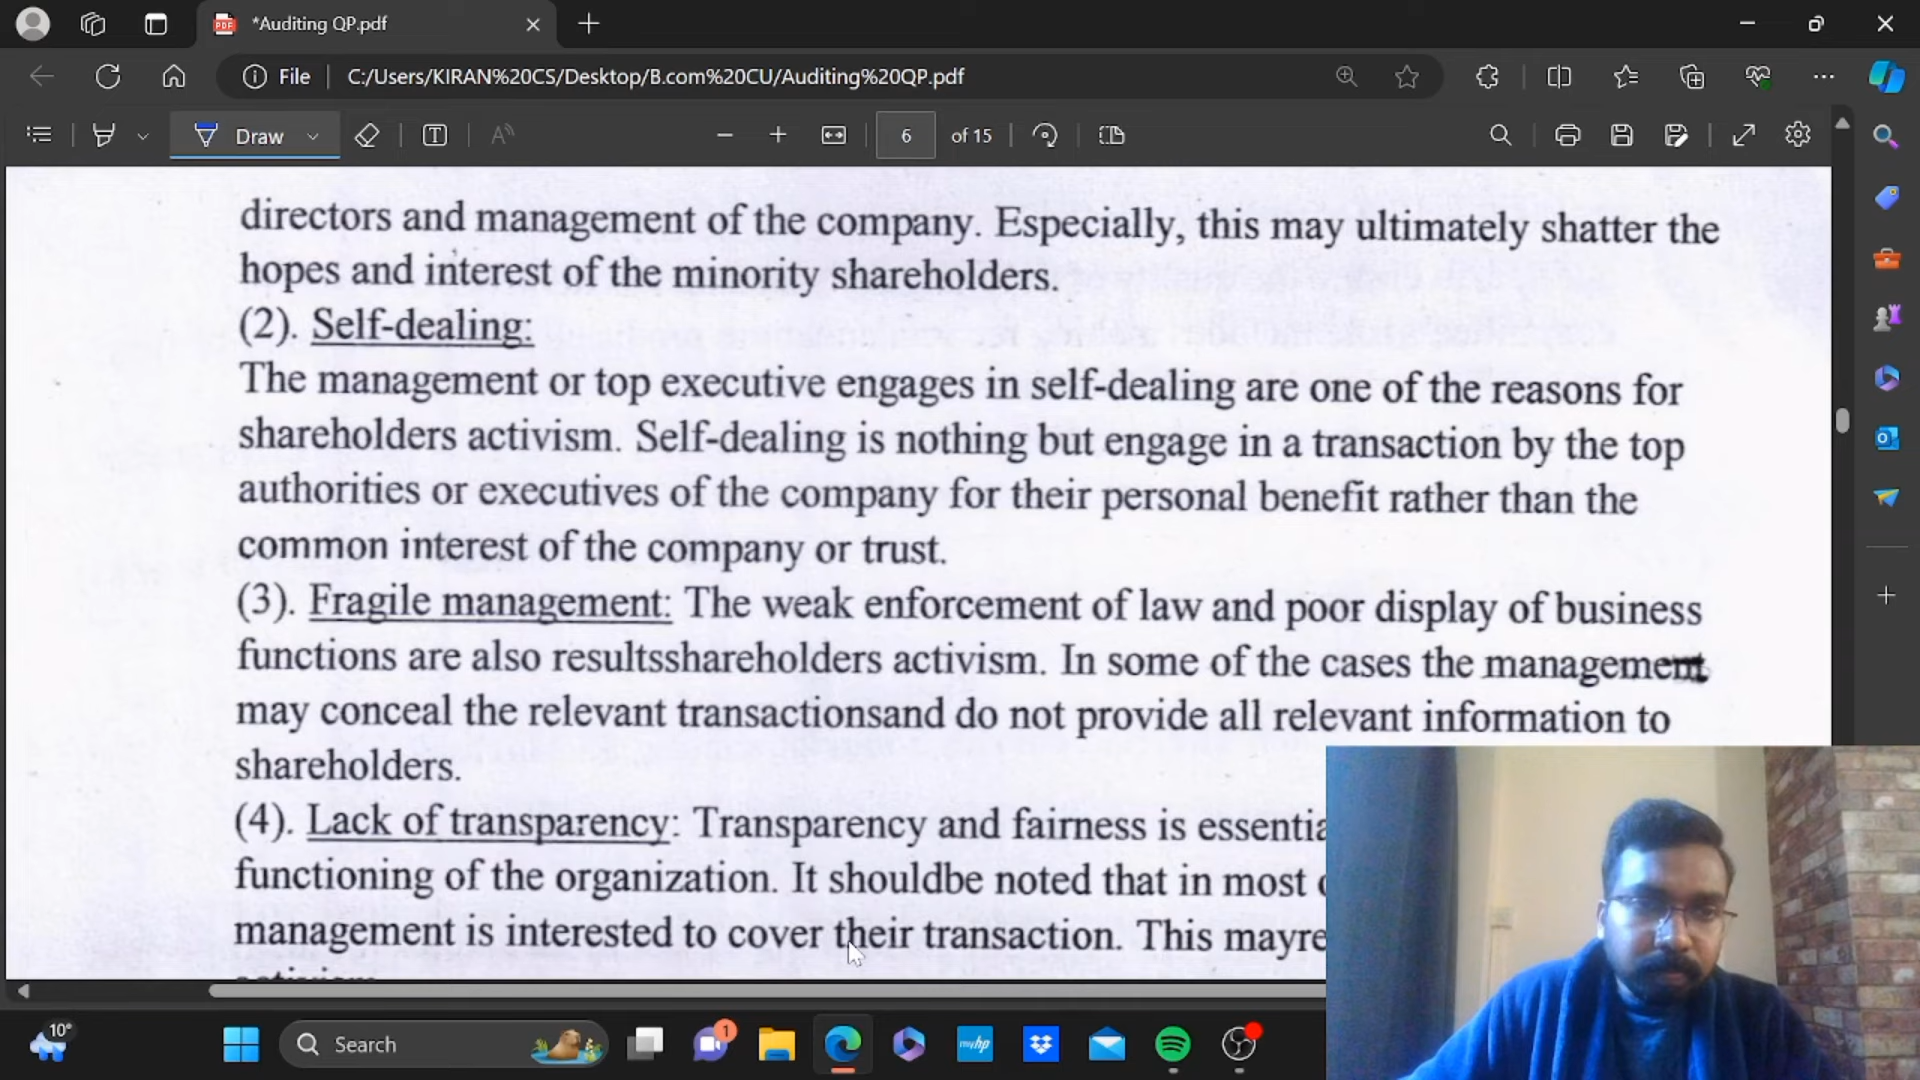 *Auditing QP.pdf
File
C:/Users/KIRAN%20CS/Desktop/B.com%20CU/Auditing%20QP.pdf
Draw
6 of 15
directors and management of the company. Especially, this may ultimately shatter the
hopes and interest of the minority shareholders.
(2). Self-dealing:
The management or top executive engages in self-dealing are one of the reasons for
shareholders activism. Self-dealing is nothing but engage in a transaction by the top
authorities or executives of the company for their personal benefit rather than the
common interest of the company or trust.
(3). Fragile management: The weak enforcement of law and poor display of business
functions are also resultsshareholders activism. In some of the cases the management
may conceal the relevant transactionsand do not provide all relevant information to
shareholders.
(4). Lack of transparency: Transparency and fairness is essentia
functioning of the organization. It shouldbe noted that in most
management is interested to cover their transaction. This mayre
10°
Search
1
myhp